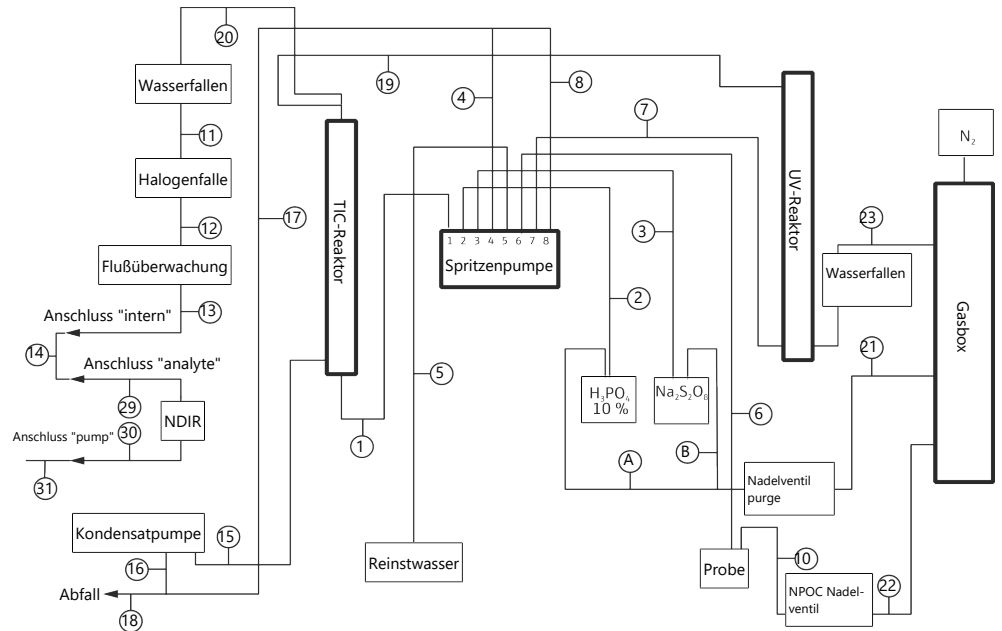 20
Wasserfallen
19
8
4
7
N₂
11
Halogenfalle
TIC-Reaktor
UV-Reaktor
17
12
3
23
1 2 3 4 5 6 7 8
Spritzenpumpe
Flußüberwachung
Wasserfallen
2
13
Anschluss "intern"
Gasbox
14
21
Anschluss "analyte"
5
H₃PO₄
10 %
Na₂S₂O₈
29
NDIR
6
Anschluss "pump"
30
1
B
A
31
Nadelventil
purge
Kondensatpumpe
15
16
Reinstwasser
Probe
10
NPOC Nadel-
ventil
22
Abfall
18